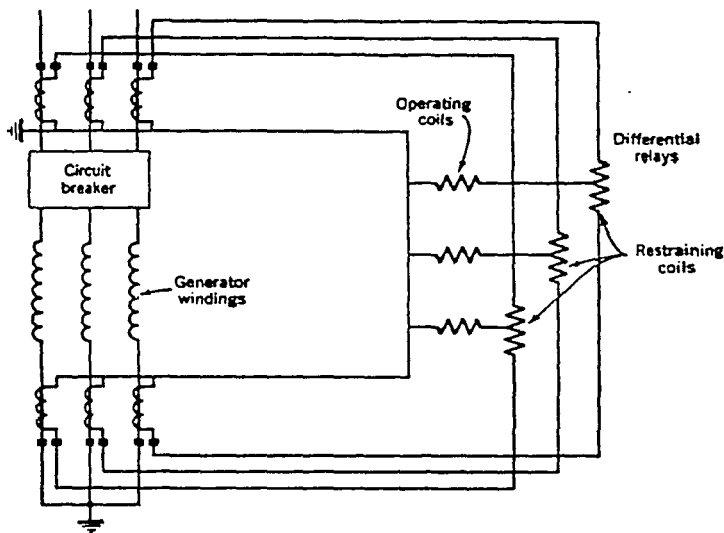 Operating
coils
Differential
relays
Circuit
breaker
Restraining
coils
Generator
windings